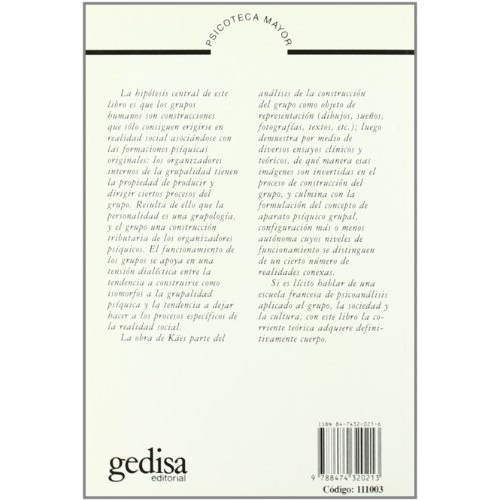 PSICOTECA MAYOR
La hipótesis central de este
libro es que los grupos
humanos son construcciones
que sólo consiguen erigirse en
realidad social asociándose con
las formaciones psíquicas
originales: los organizadores
internos de la grupalidad tienen
la propiedad de producir y
dirigir ciertos procesos del
grupo. Resulta de ello que la
personalidad es una grupología,
y el grupo una construcción
tributaria de los organizadores
psíquicos. El funcionamiento de
los grupos se apoya en una
tensión dialéctica entre la
tendencia a construirse como
isomorfos a la grupalidad
psíquica y la tendencia a dejar
hacer a los procesos específicos de
la realidad social.
La obra de Käes parte del
análisis de la construcción
del grupo como objeto de
representación (dibujos, sueños,
fotografías, textos, etc.); luego
demuestra por medio de
diversos ensayos clínicos y
teóricos, de qué manera esas
imágenes son invertidas en el
proceso de construcción del
grupo, y culmina con la
formulación del concepto de
aparato psíquico grupal,
configuración más o menos
autónoma cuyos niveles de
funcionamiento se distinguen
de un cierto número de
realidades conexas.
Si es lícito hablar de una
escuela francesa de psicoanálisis
aplicado al grupo, la sociedad y
la cultura, con este libro la co-
rriente teórica adquiere defini-
tivamente cuerpo.
gedisa
editorial
ISBN 84-7432-021-6
9 788474 320213
Código: 111003